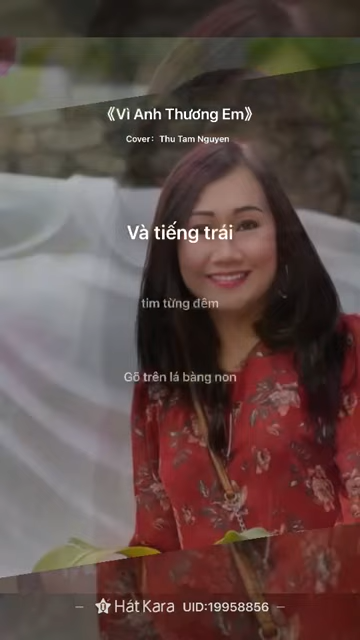 《Vì Anh Thương Em》
Cover： Thu Tam Nguyen
Và tiếng trái
tim từng đêm
Gõ trên lá bàng non
Hát Kara UID:19958856